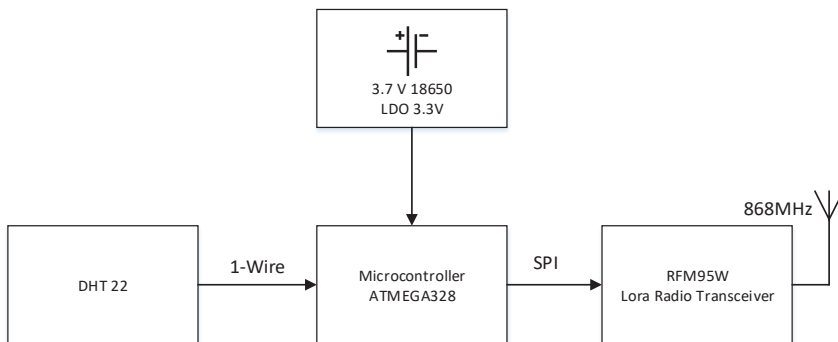 + −
3.7 V 18650
LDO 3.3V
868MHz
DHT 22
1-Wire
Microcontroller
ATMEGA328
SPI
RFM95W
Lora Radio Transceiver